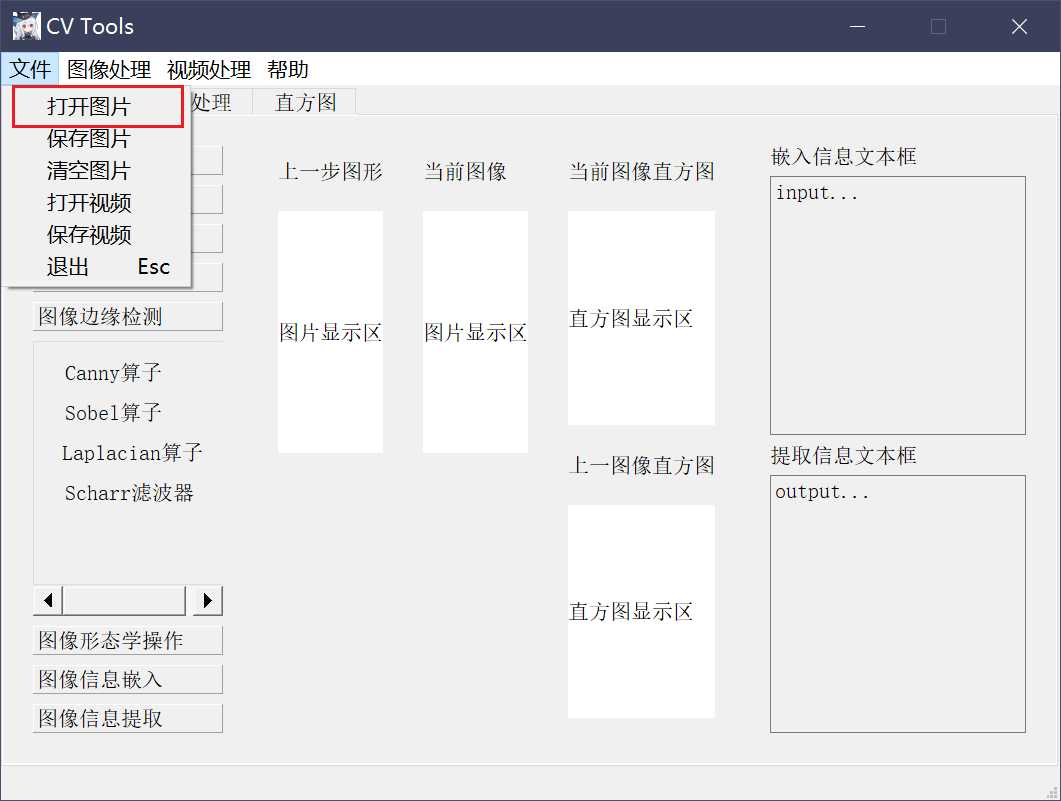 CV Tools
文件 图像处理 视频处理 帮助
打开图片
保存图片
清空图片
打开视频
保存视频
退出 Esc
处理 直方图
图像边缘检测
Canny算子
Sobel算子
Laplacian算子
Scharr滤波器
图像形态学操作
图像信息嵌入
图像信息提取
上一步图形
图片显示区
当前图像
图片显示区
当前图像直方图
直方图显示区
上一图像直方图
直方图显示区
嵌入信息文本框
input...
提取信息文本框
output...